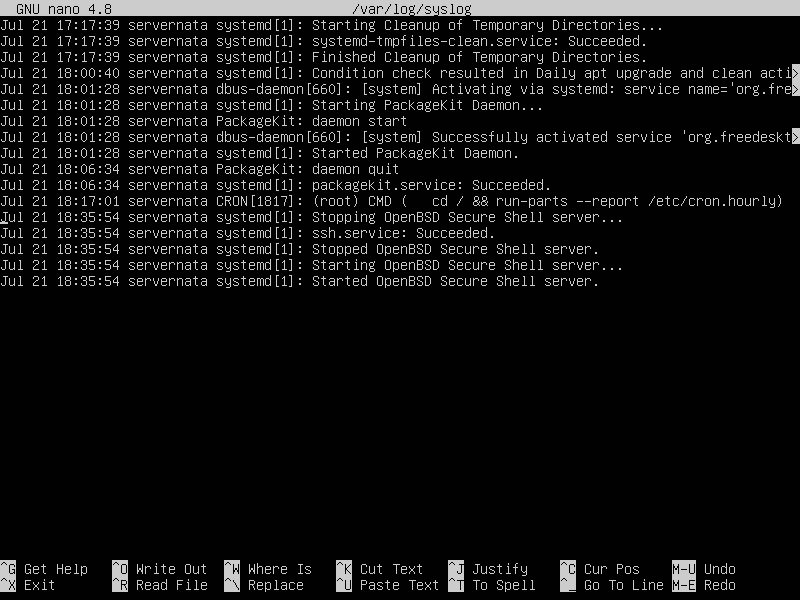 GNU nano 4.8 /var/log/syslog
Jul 21 17:17:39 servernata systemd[1]: Starting Cleanup of Temporary Directories...
Jul 21 17:17:39 servernata systemd[1]: systemd-tmpfiles-clean.service: Succeeded.
Jul 21 17:17:39 servernata systemd[1]: Finished Cleanup of Temporary Directories.
Jul 21 18:00:40 servernata systemd[1]: Condition check resulted in Daily apt upgrade and clean acti>
Jul 21 18:01:28 servernata dbus-daemon[660]: [system] Activating via systemd: service name='org.fre>
Jul 21 18:01:28 servernata systemd[1]: Starting PackageKit Daemon...
Jul 21 18:01:28 servernata PackageKit: daemon start
Jul 21 18:01:28 servernata dbus-daemon[660]: [system] Successfully activated service 'org.freedeskt>
Jul 21 18:01:28 servernata systemd[1]: Started PackageKit Daemon.
Jul 21 18:06:34 servernata PackageKit: daemon quit
Jul 21 18:06:34 servernata systemd[1]: packagekit.service: Succeeded.
Jul 21 18:17:01 servernata CRON[1817]: (root) CMD (   cd / && run-parts --report /etc/cron.hourly)
Jul 21 18:35:54 servernata systemd[1]: Stopping OpenBSD Secure Shell server...
Jul 21 18:35:54 servernata systemd[1]: ssh.service: Succeeded.
Jul 21 18:35:54 servernata systemd[1]: Stopped OpenBSD Secure Shell server.
Jul 21 18:35:54 servernata systemd[1]: Starting OpenBSD Secure Shell server...
Jul 21 18:35:54 servernata systemd[1]: Started OpenBSD Secure Shell server.
^G Get Help ^O Write Out ^W Where Is ^K Cut Text ^J Justify ^C Cur Pos M-U Undo
^X Exit ^R Read File ^\ Replace ^U Paste Text ^T To Spell ^_ Go To Line M-E Redo